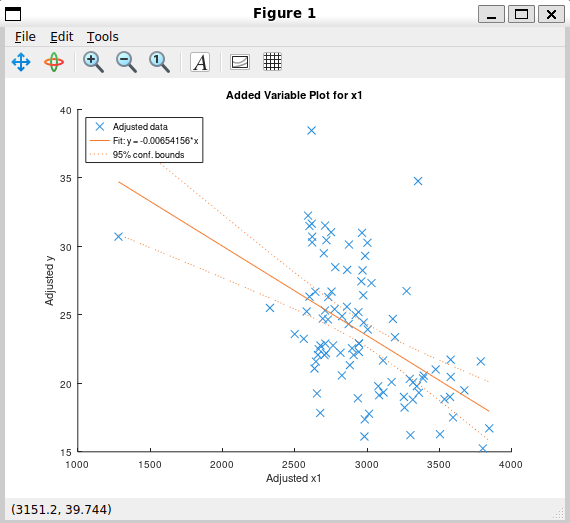 Figure 1
File Edit Tools
A
Added Variable Plot for x1
Adjusted data
Fit: y = -0.00654156*x
95% conf. bounds
40
35
30
25
20
15
Adjusted y
1000 1500 2000 2500 3000 3500 4000
Adjusted x1
(3151.2, 39.744)